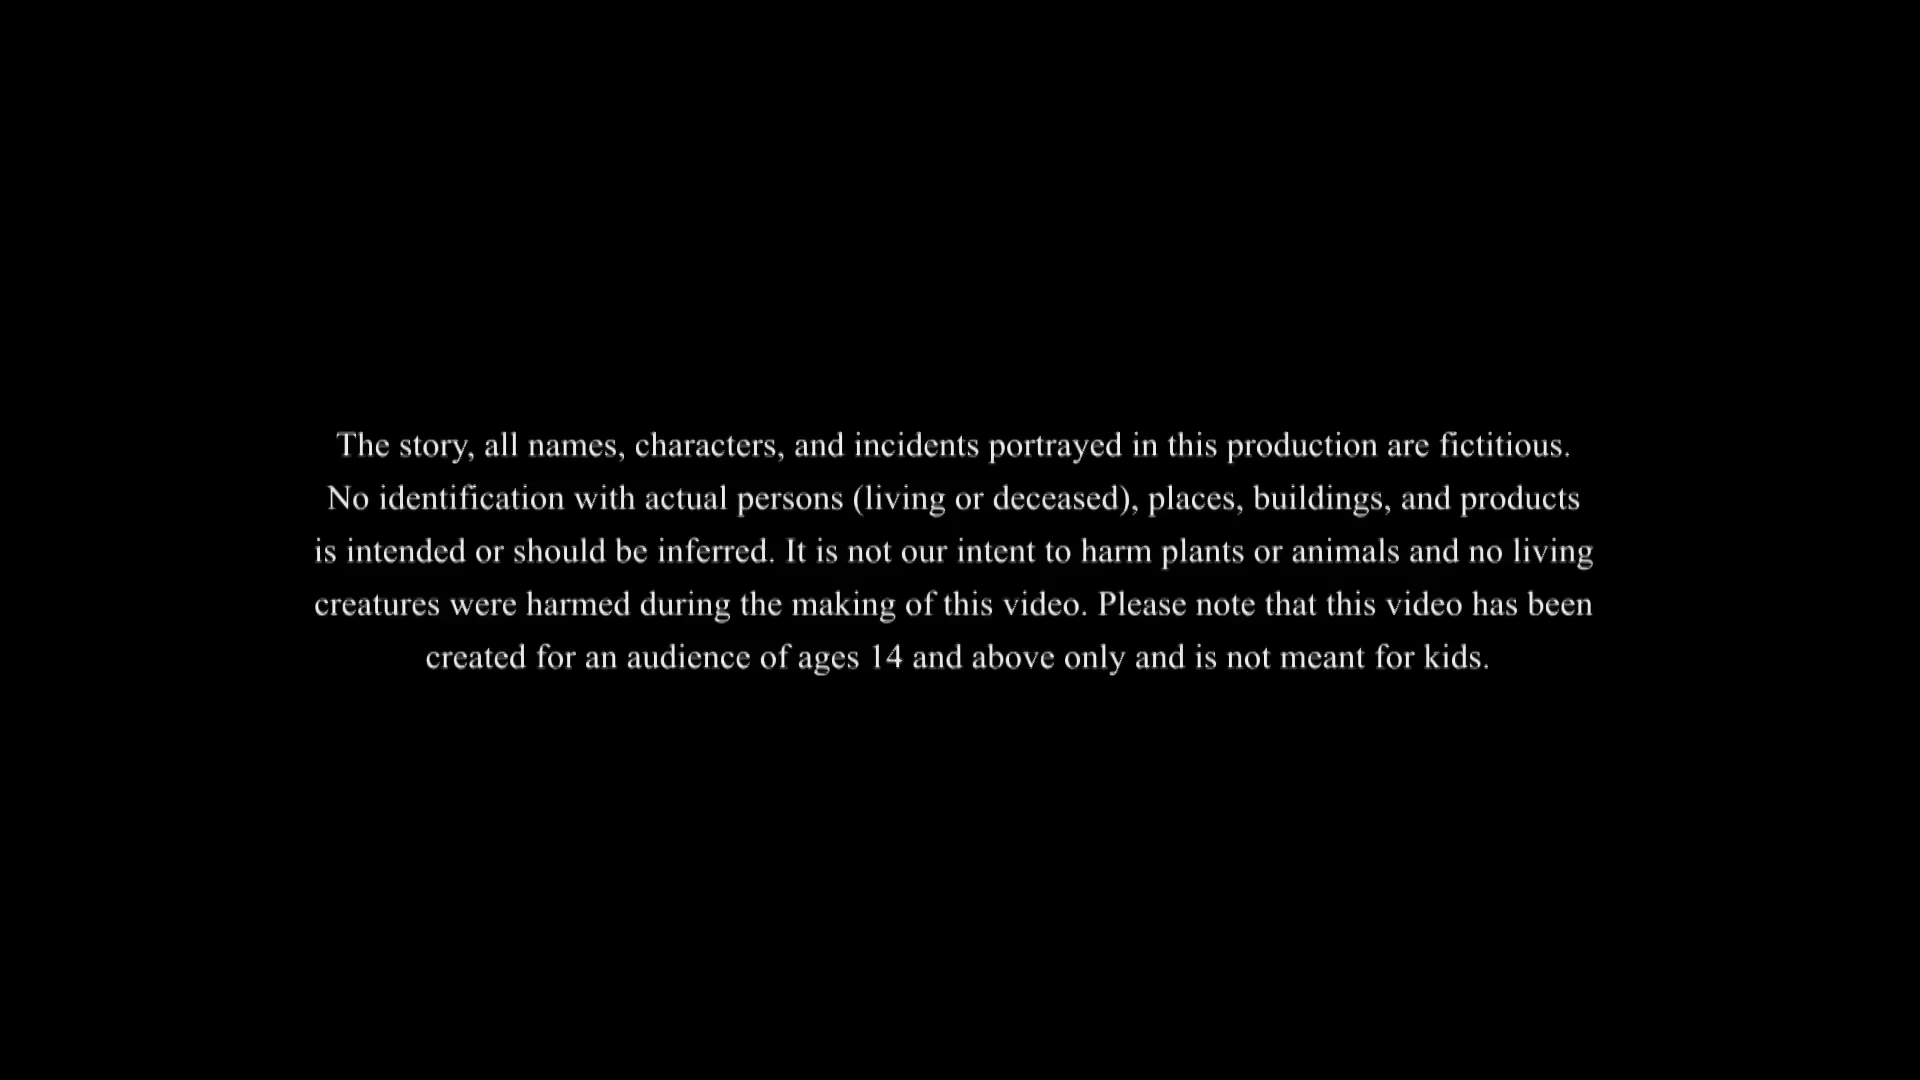 The story, all names, characters, and incidents portrayed in this production are fictitious.
No identification with actual persons (living or deceased), places, buildings, and products
is intended or should be inferred. It is not our intent to harm plants or animals and no living
creatures were harmed during the making of this video. Please note that this video has been
created for an audience of ages 14 and above only and is not meant for kids.